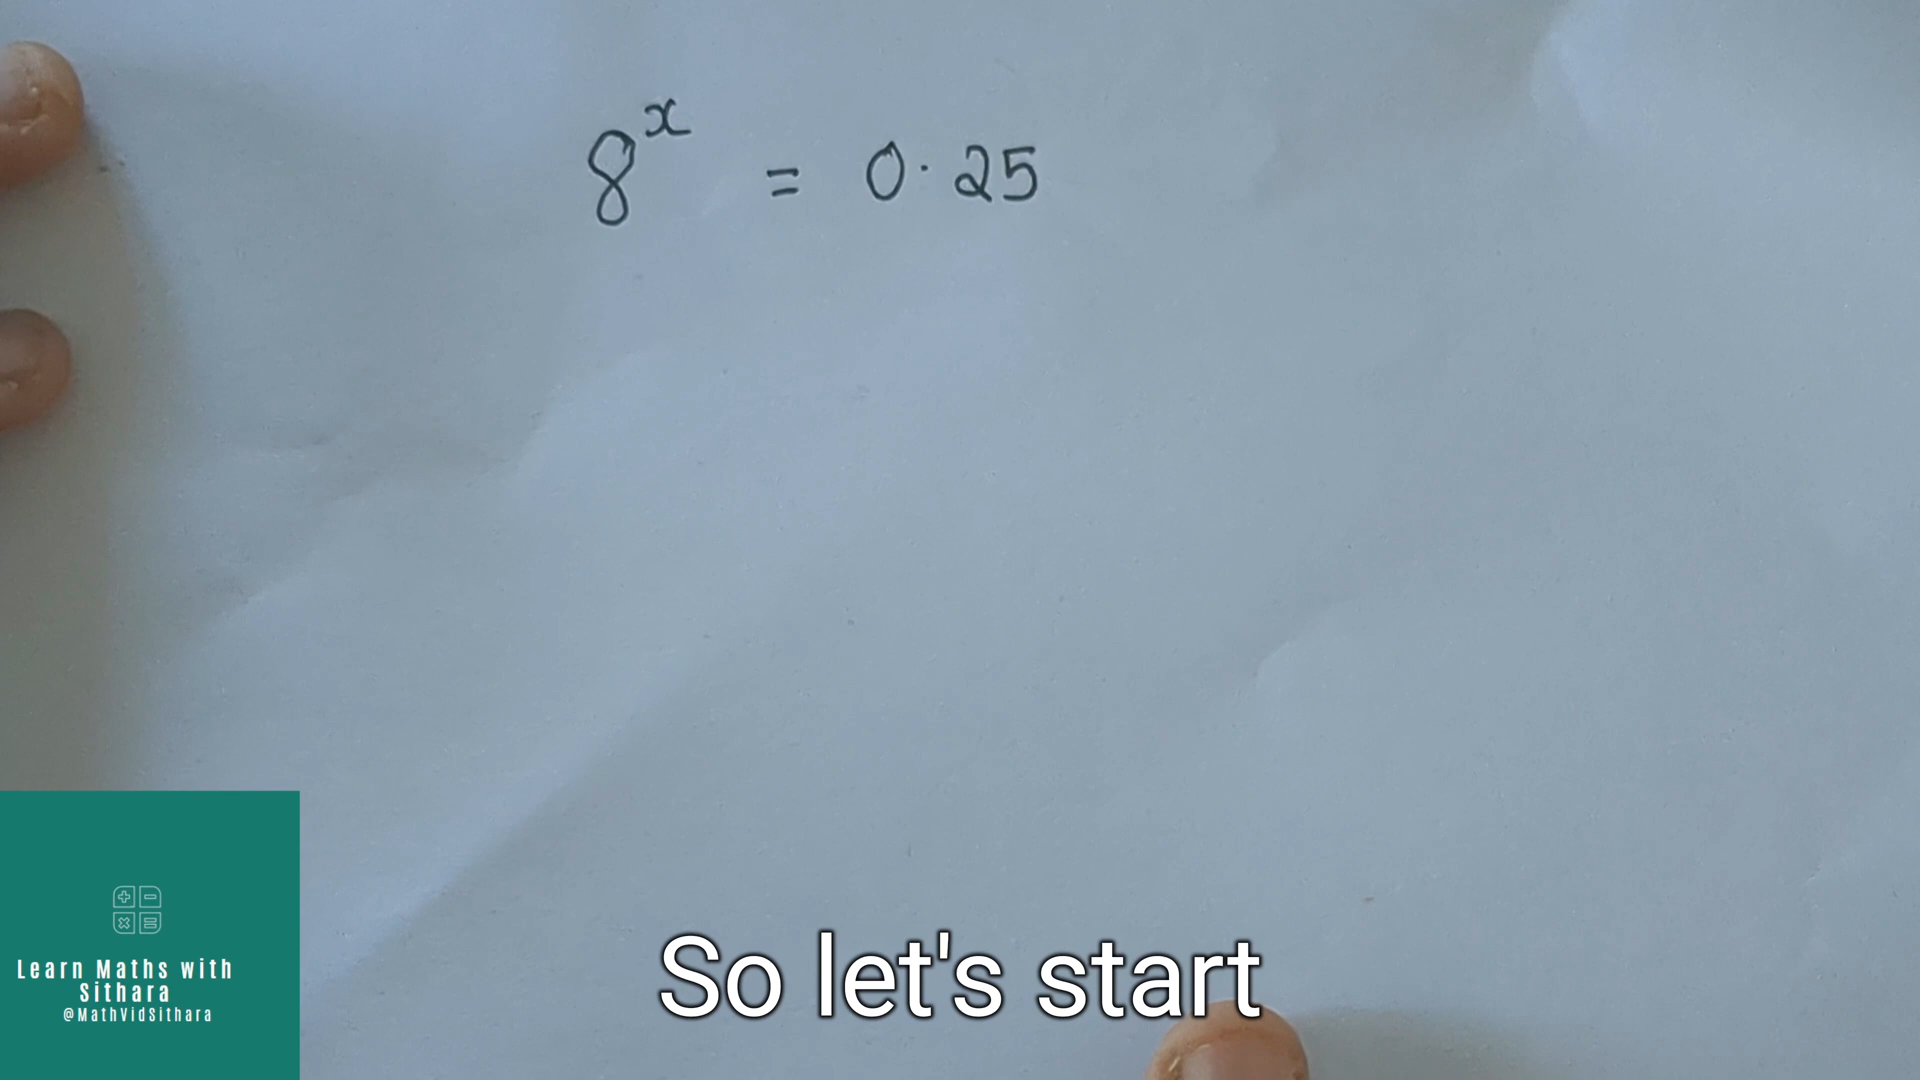 8^x = 0.25
Learn Maths with
Sithara
@MathVidSithara
So let's start